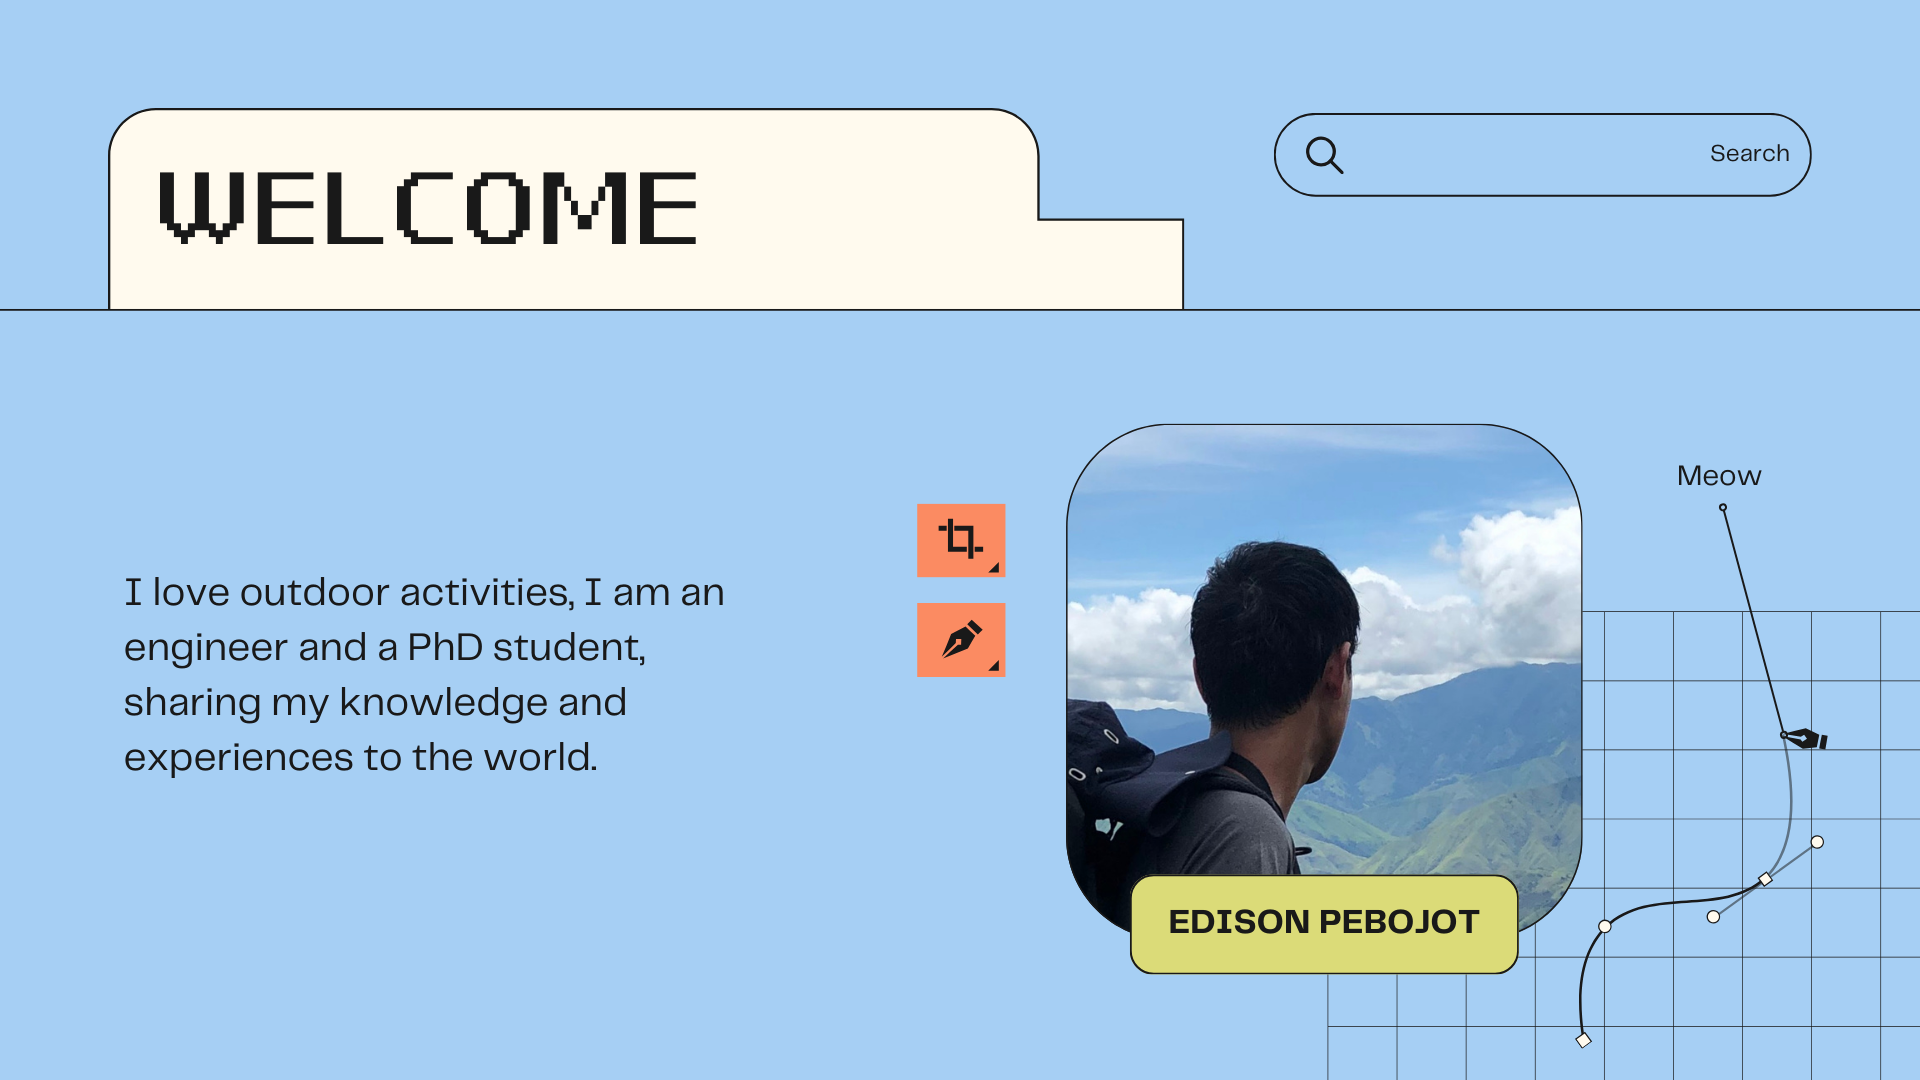 WELCOME
Search
Meow
I love outdoor activities, I am an
engineer and a PhD student,
sharing my knowledge and
experiences to the world.
EDISON PEBOJOT